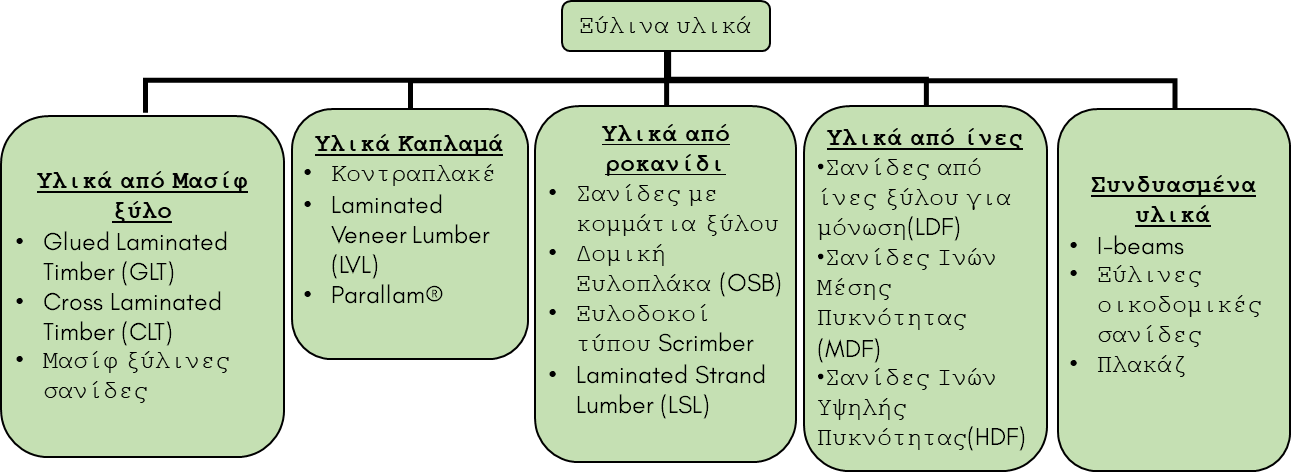 Ξύλινα υλικά
Υλικά από Μασίφ
ξύλο
• Glued Laminated
Timber (GLT)
• Cross Laminated
Timber (CLT)
• Μασίφ ξύλινες
σανίδες
Υλικά Καπλαμά
• Κοντραπλακέ
• Laminated
Veneer Lumber
(LVL)
• Parallam®
Υλικά από
ροκανίδι
• Σανίδες με
κομμάτια ξύλου
• Δομική
Ξυλοπλάκα (OSB)
• Ξυλοδοκοί
τύπου Scrimber
• Laminated Strand
Lumber (LSL)
Υλικά από ίνες
•Σανίδες από
ίνες ξύλου για
μόνωση(LDF)
•Σανίδες Ινών
Μέσης
Πυκνότητας
(MDF)
•Σανίδες Ινών
Υψηλής
Πυκνότητας(HDF)
Συνδυασμένα
υλικά
• I-beams
• Ξύλινες
οικοδομικές
σανίδες
• Πλακάζ